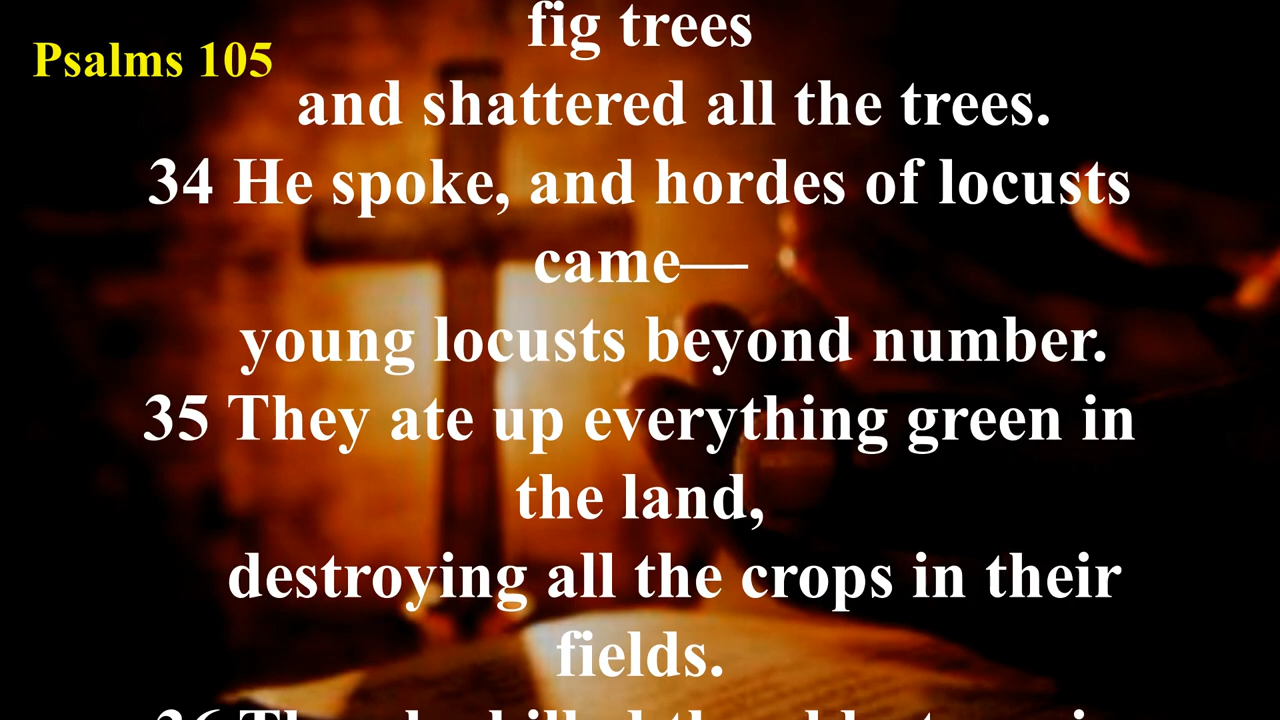 Psalms 105
fig trees
and shattered all the trees.
34 He spoke, and hordes of locusts
came—
young locusts beyond number.
35 They ate up everything green in
the land,
destroying all the crops in their
fields.